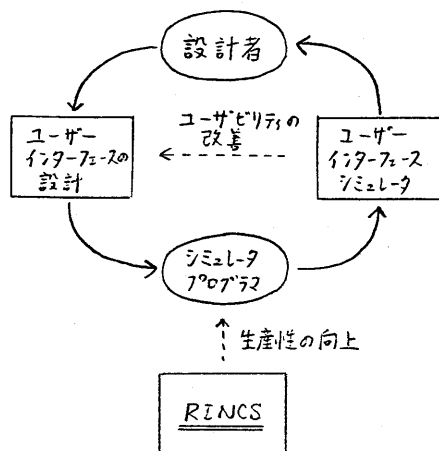 設計者
ユーザー
インターフェースの
設計
ユーザビリティの
改善
ユーザー
インターフェース
シミュレータ
シミュレータ
プログラマ
生産性の向上
RINCS